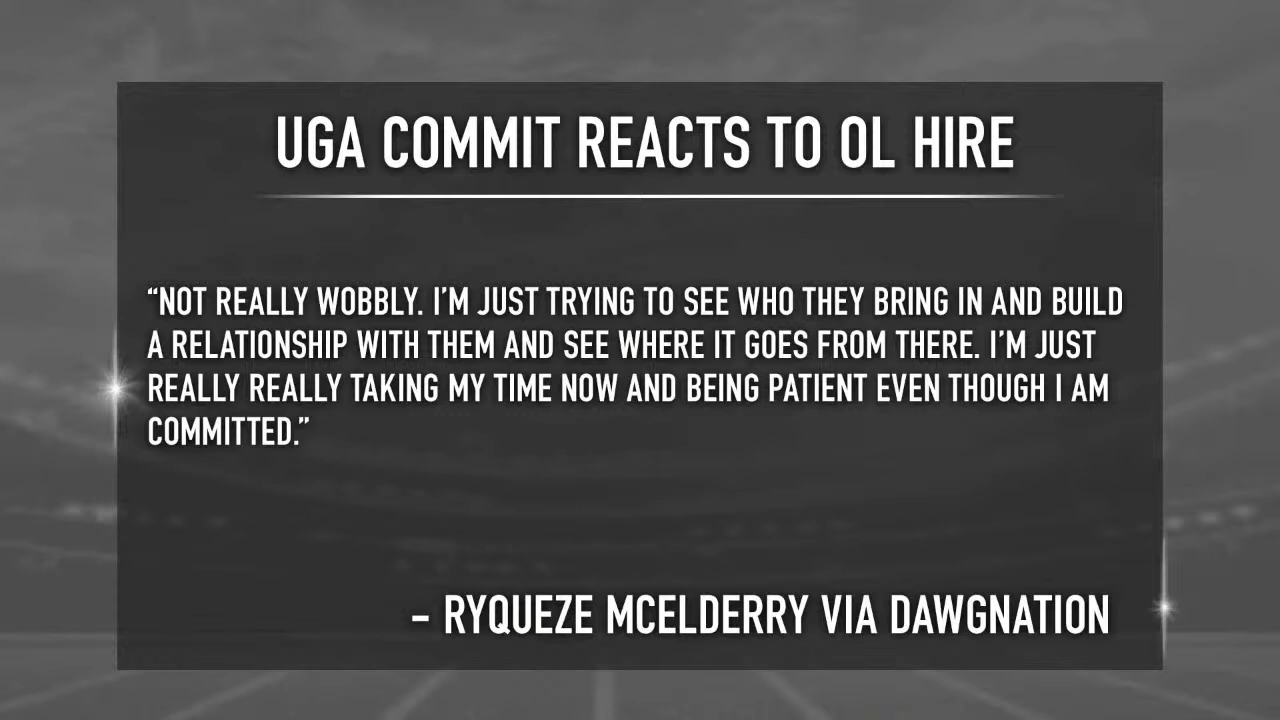 UGA COMMIT REACTS TO OL HIRE
“NOT REALLY WOBBLY. I’M JUST TRYING TO SEE WHO THEY BRING IN AND BUILD
A RELATIONSHIP WITH THEM AND SEE WHERE IT GOES FROM THERE. I’M JUST
REALLY REALLY TAKING MY TIME NOW AND BEING PATIENT EVEN THOUGH I AM
COMMITTED.”
– RYQUEZE MCELDERRY VIA DAWGNATION